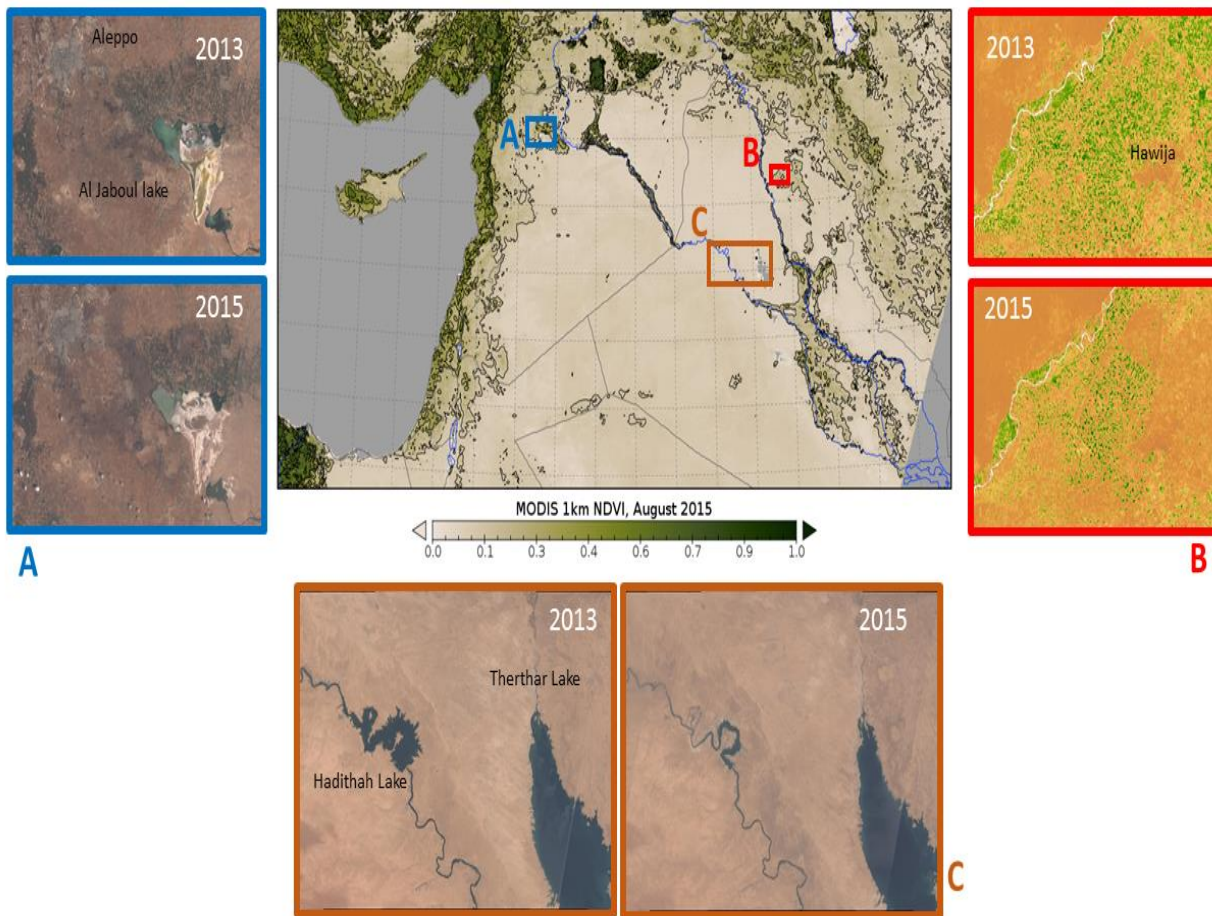 Aleppo
2013
Al Jaboul lake
2015
A
A
B
C
MODIS 1km NDVI, August 2015
0.0 0.1 0.3 0.4 0.6 0.7 0.9 1.0
2013
Hawija
2015
B
2013
Therthar Lake
Hadithah Lake
2015
C